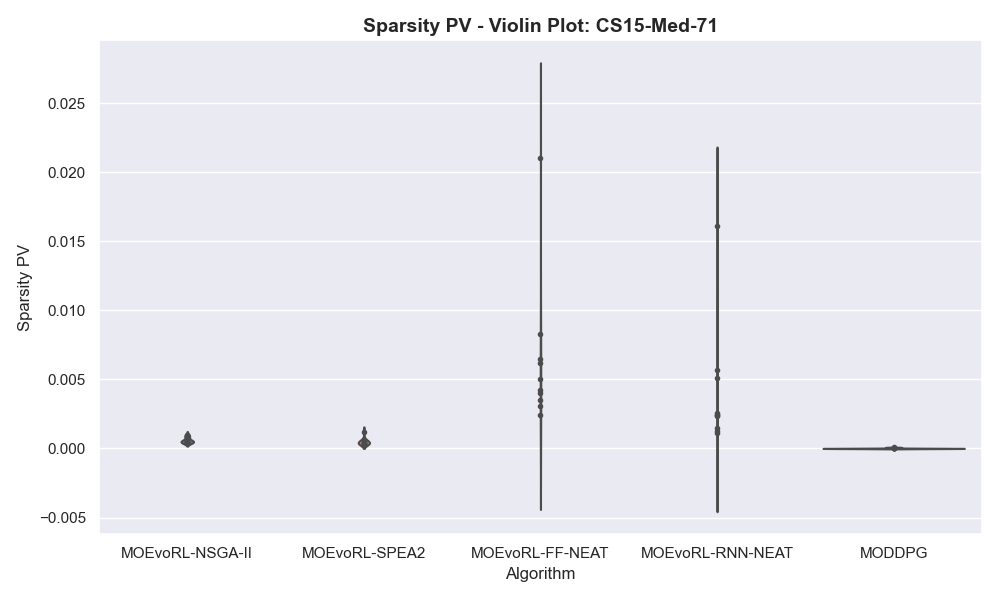 Sparsity PV - Violin Plot: CS15-Med-71
Sparsity PV
0.025
0.020
0.015
0.010
0.005
0.000
−0.005
MOEvoRL-NSGA-II
MOEvoRL-SPEA2
MOEvoRL-FF-NEAT
MOEvoRL-RNN-NEAT
MODDPG
Algorithm